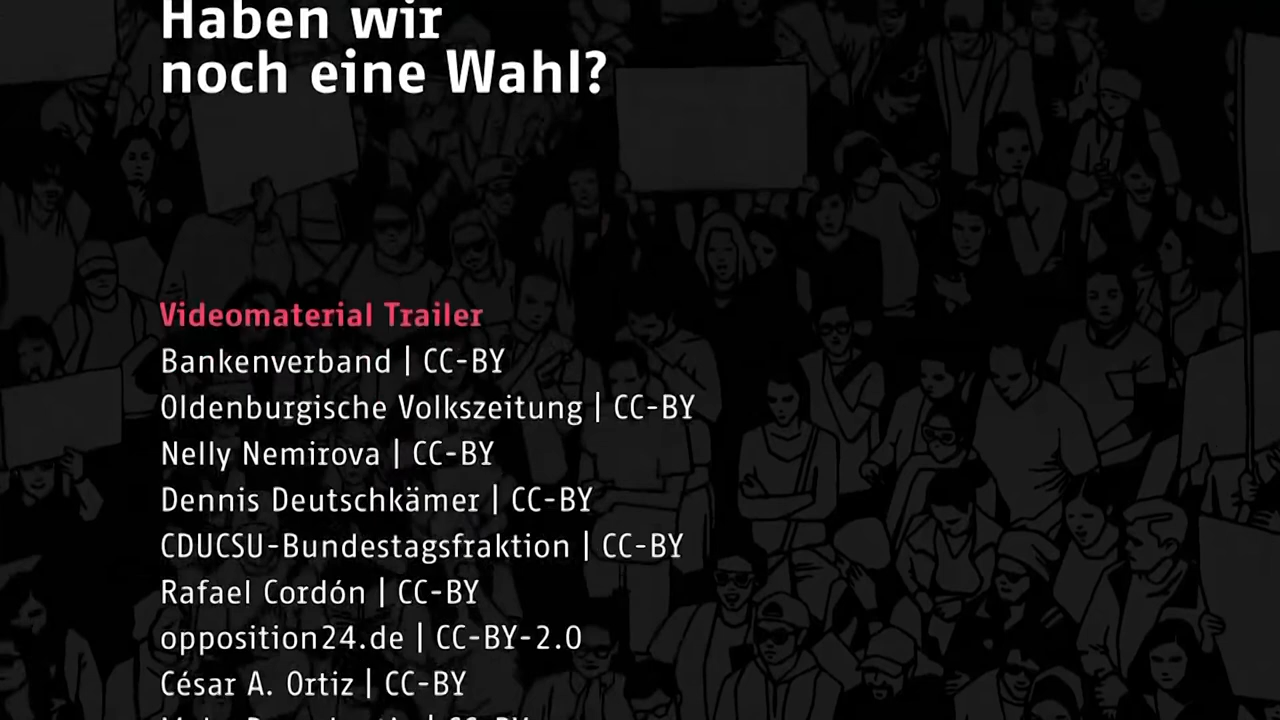 Haben wir
noch eine Wahl?
Videomaterial Trailer
Bankenverband | CC-BY
Oldenburgische Volkszeitung | CC-BY
Nelly Nemirova | CC-BY
Dennis Deutschkämer | CC-BY
CDUCSU-Bundestagsfraktion | CC-BY
Rafael Cordón | CC-BY
opposition24.de | CC-BY-2.0
César A. Ortiz | CC-BY